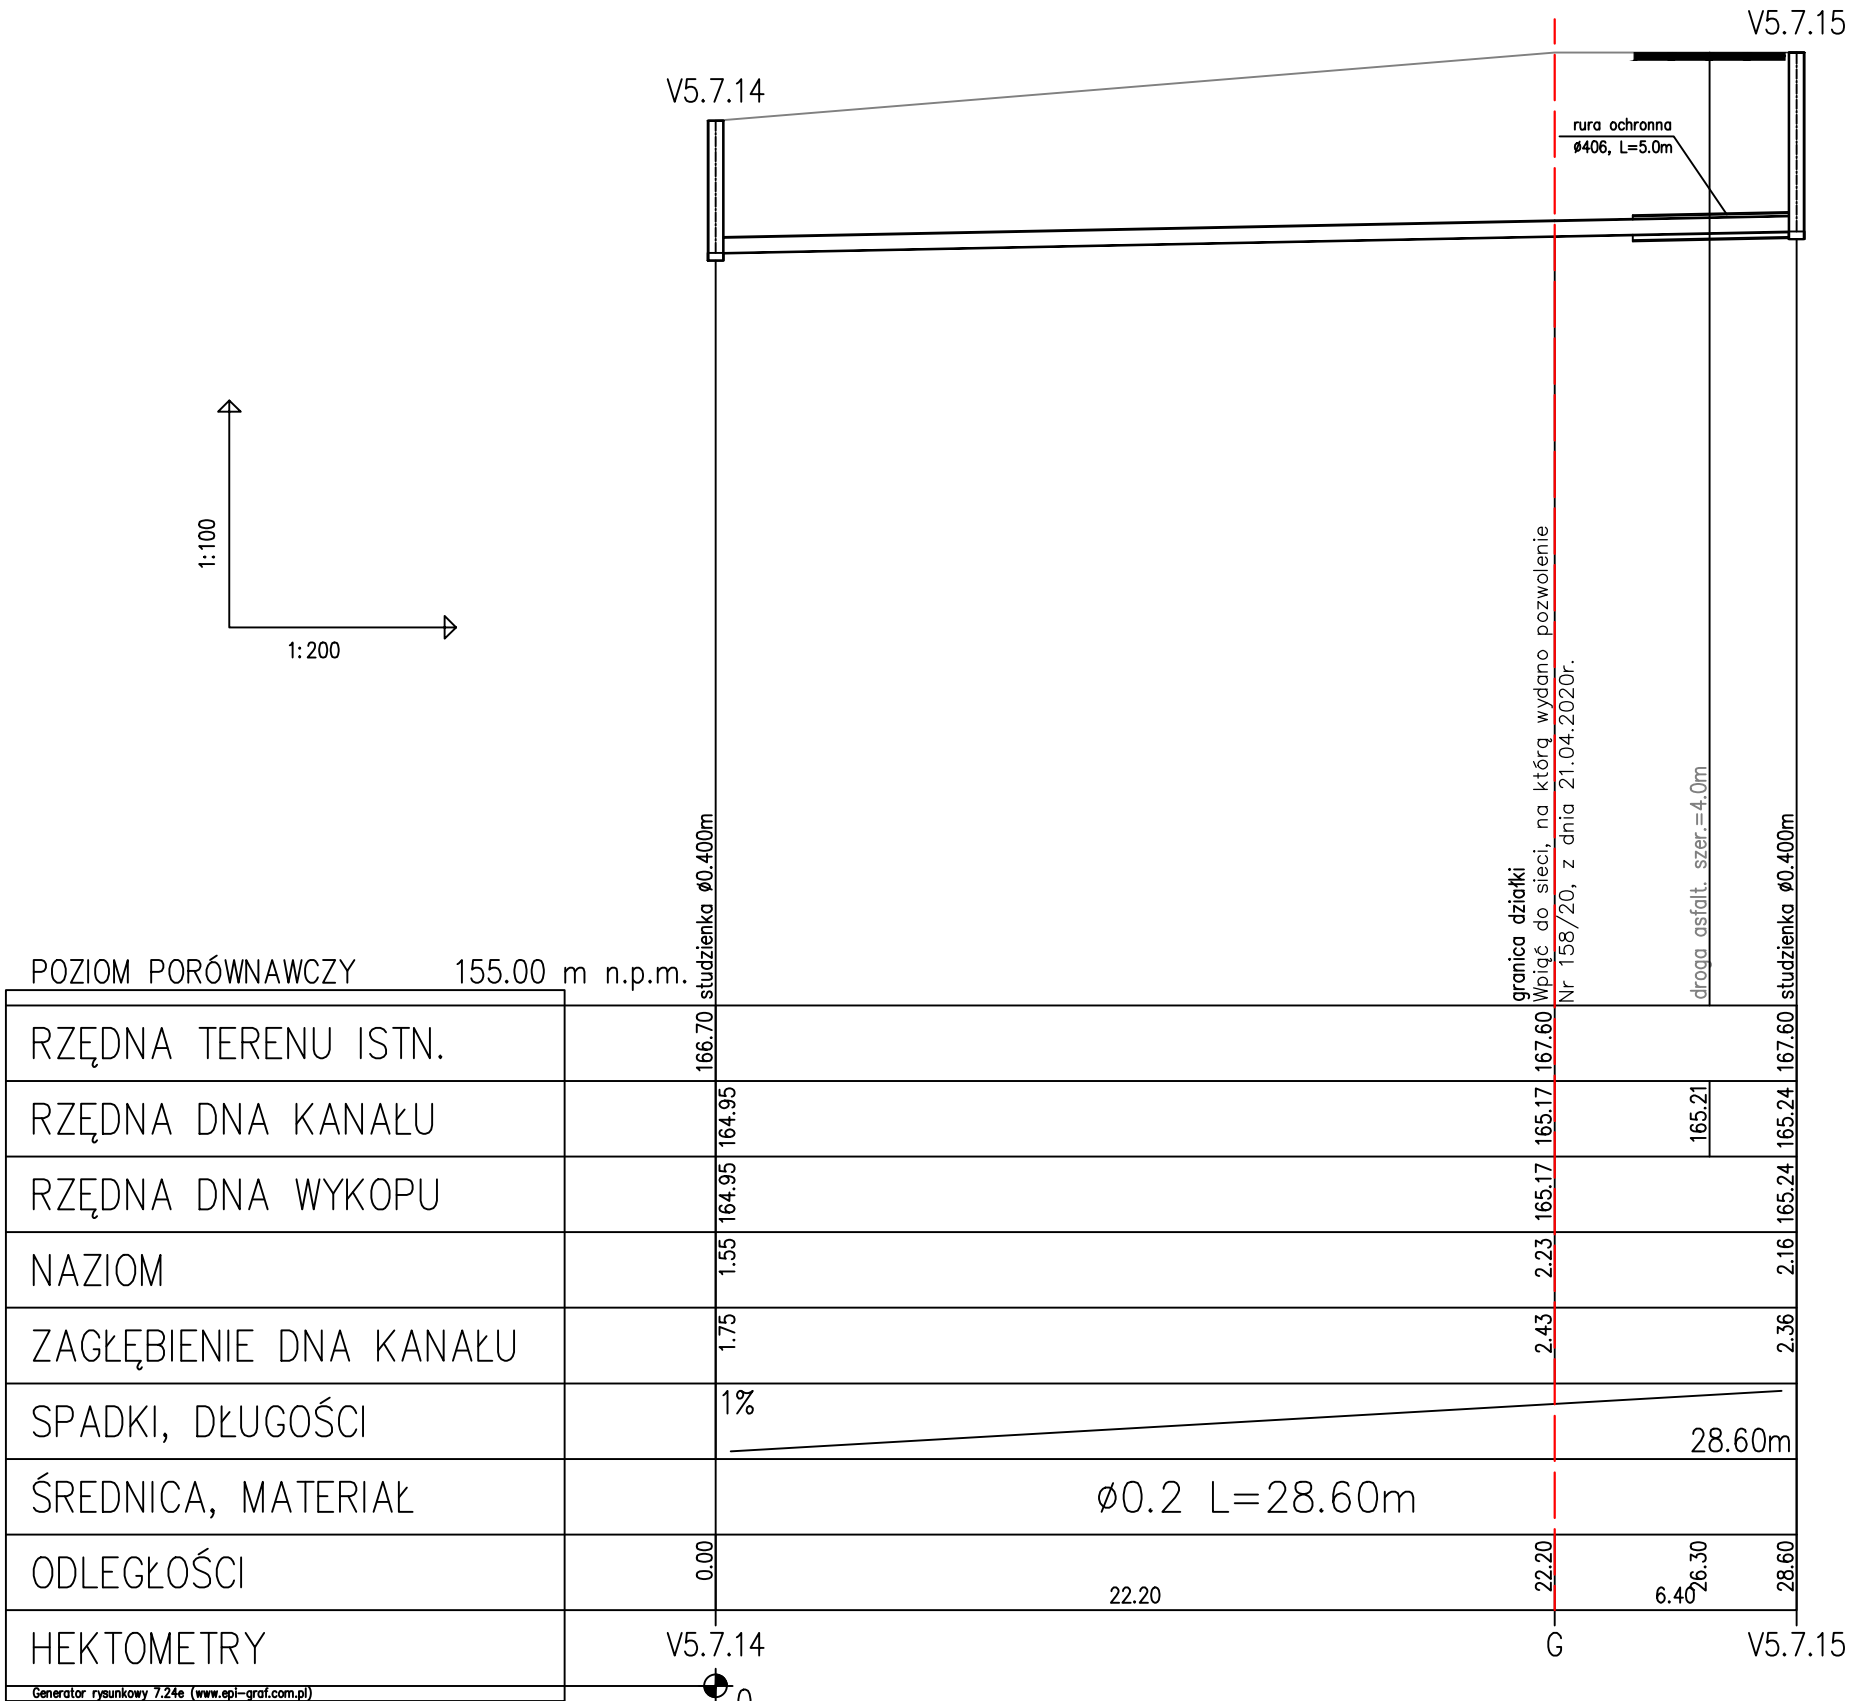 V5.7.15
V5.7.14
rura ochronna
ø406, L=5.0m
1:100
1:200
studzienka ø0.400m
granica działki
Wpiąć do sieci, na którą wydano pozwolenie
Nr 158/20, z dnia 21.04.2020r.
droga asfalt. szer.=4.0m
studzienka ø0.400m
POZIOM PORÓWNAWCZY 155.00 m n.p.m.
RZĘDNA TERENU ISTN. 166.70 167.60 167.60
RZĘDNA DNA KANAŁU 164.95 165.17 165.21 165.24
RZĘDNA DNA WYKOPU 164.95 165.17 165.24
NAZIOM 1.55 2.23 2.16
ZAGŁĘBIENIE DNA KANAŁU 1.75 2.43 2.36
SPADKI, DŁUGOŚCI 1% 28.60m
ŚREDNICA, MATERIAŁ ø0.2 L=28.60m
ODLEGŁOŚCI 0.00 22.20 22.20 6.40 26.30 28.60
HEKTOMETRY V5.7.14 G V5.7.15
Generator rysunkowy 7.24e (www.epi-graf.com.pl) 0